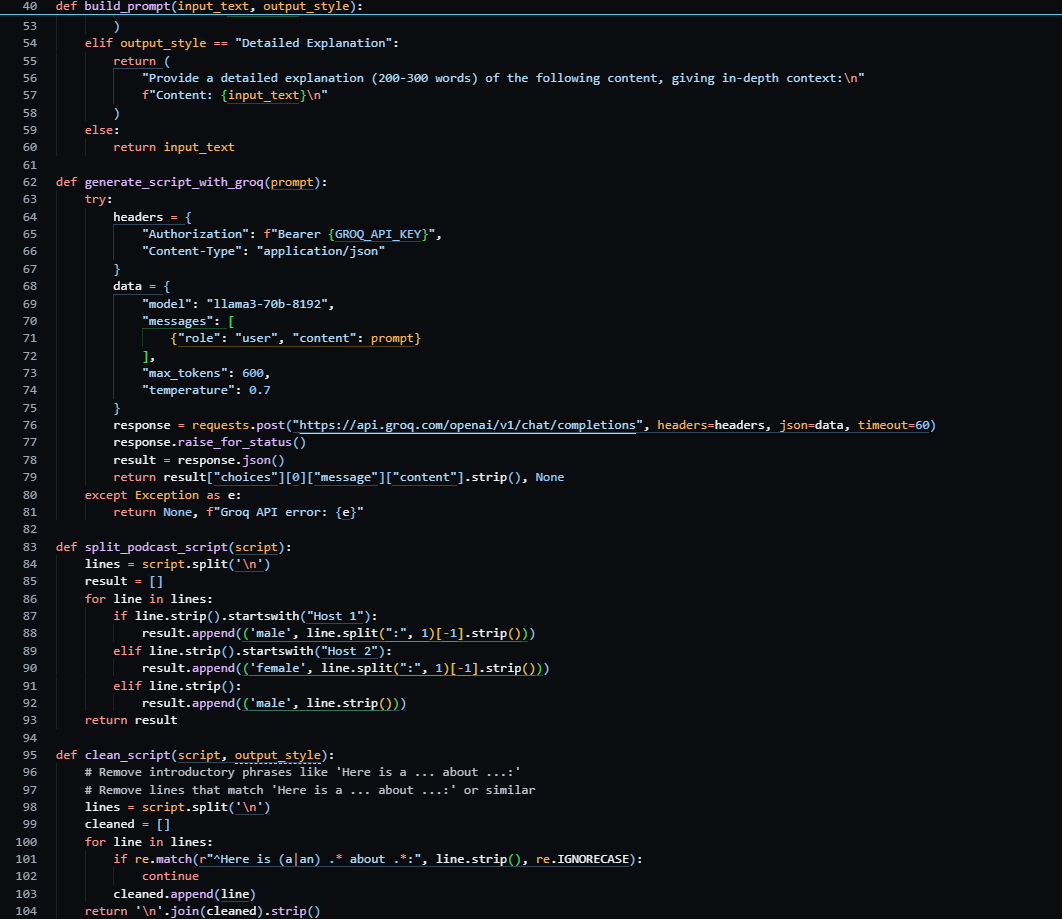 40 def build_prompt(input_text, output_style):
53         )
54     elif output_style == "Detailed Explanation":
55         return (
56             "Provide a detailed explanation (200-300 words) of the following content, giving in-depth context:\n"
57             f"Content: {input_text}\n"
58         )
59     else:
60         return input_text
61
62 def generate_script_with_groq(prompt):
63     try:
64         headers = {
65             "Authorization": f"Bearer {GROQ_API_KEY}",
66             "Content-Type": "application/json"
67         }
68         data = {
69             "model": "llama3-70b-8192",
70             "messages": [
71                 {"role": "user", "content": prompt}
72             ],
73             "max_tokens": 600,
74             "temperature": 0.7
75         }
76         response = requests.post("https://api.groq.com/openai/v1/chat/completions", headers=headers, json=data, timeout=60)
77         response.raise_for_status()
78         result = response.json()
79         return result["choices"][0]["message"]["content"].strip(), None
80     except Exception as e:
81         return None, f"Groq API error: {e}"
82
83 def split_podcast_script(script):
84     lines = script.split('\n')
85     result = []
86     for line in lines:
87         if line.strip().startswith("Host 1"):
88             result.append(('male', line.split(":", 1)[-1].strip()))
89         elif line.strip().startswith("Host 2"):
90             result.append(('female', line.split(":", 1)[-1].strip()))
91         elif line.strip():
92             result.append(('male', line.strip()))
93     return result
94
95 def clean_script(script, output_style):
96     # Remove introductory phrases like 'Here is a ... about ...:'
97     # Remove lines that match 'Here is a ... about ...:' or similar
98     lines = script.split('\n')
99     cleaned = []
100     for line in lines:
101         if re.match(r"^Here is (a|an) .* about .*:", line.strip(), re.IGNORECASE):
102             continue
103         cleaned.append(line)
104     return '\n'.join(cleaned).strip()